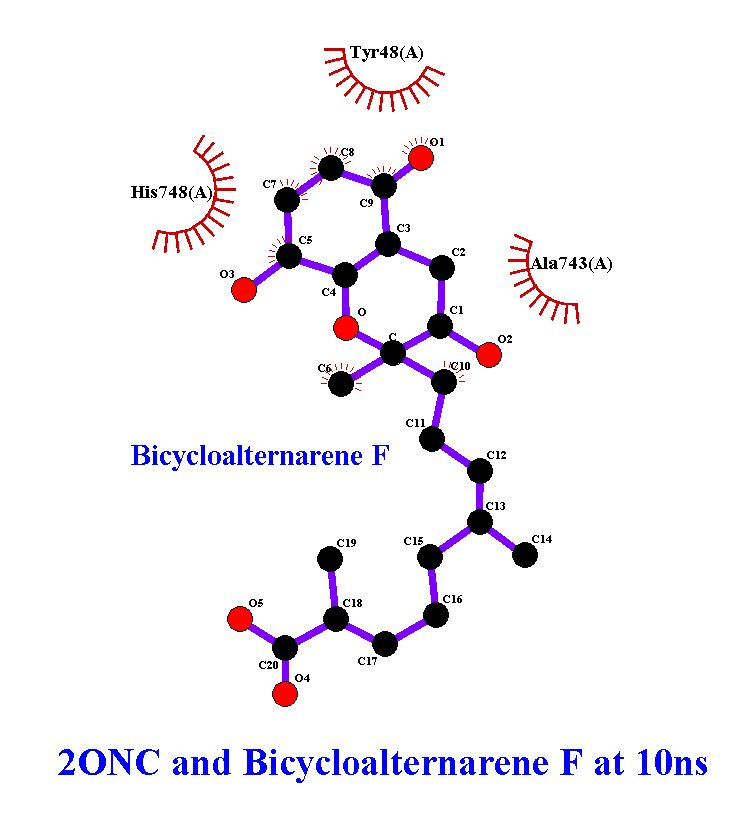 Tyr48(A)
O1
C8
C7
C9
His748(A)
C3
C5
C2
Ala743(A)
O3
C4
O
C1
C
O2
C6
C10
C11
Bicycloalternarene F
C12
C13
C19
C15
C14
O5
C18
C16
C20
C17
O4
2ONC and Bicycloalternarene F at 10ns